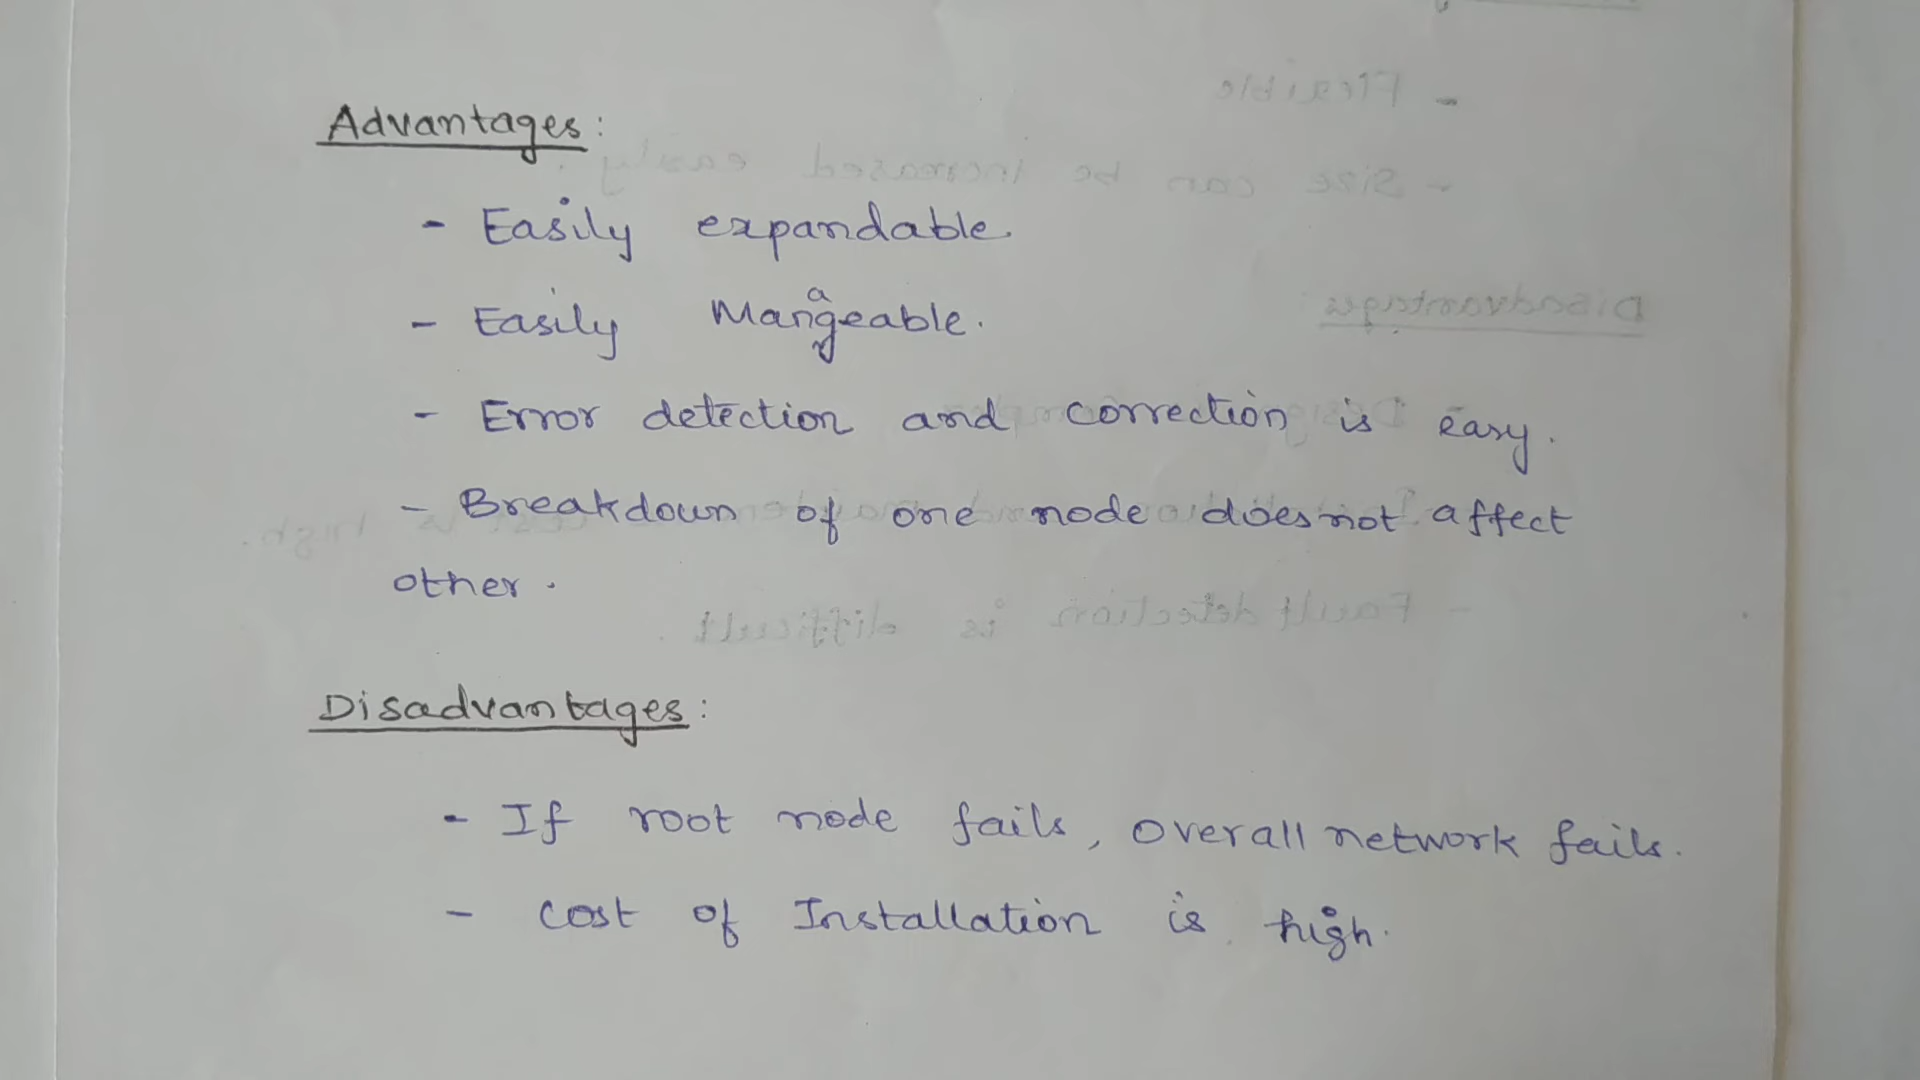 Advantages:
- Easily expandable.
- Easily Mangaeable.
- Error detection and correction is easy.
- Breakdown of one node does not affect
other.
Disadvantages:
- If root node fails, overall network fails.
- Cost of Installation is high.